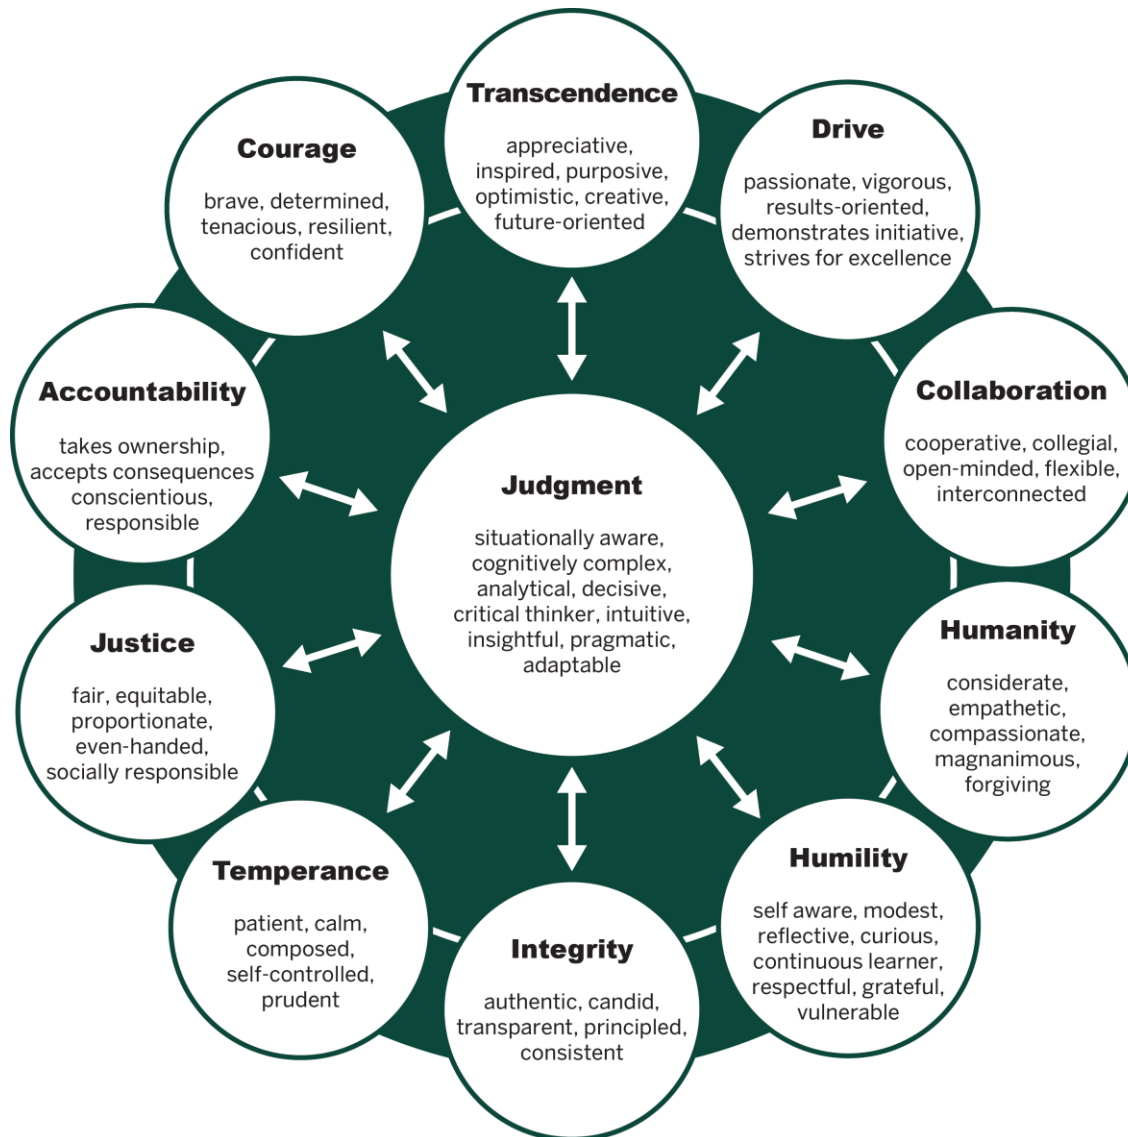 Transcendence
appreciative,
inspired, purposive,
optimistic, creative,
future-oriented
Drive
passionate, vigorous,
results-oriented,
demonstrates initiative,
strives for excellence
Collaboration
cooperative, collegial,
open-minded, flexible,
interconnected
Humanity
considerate,
empathetic,
compassionate,
magnanimous,
forgiving
Humility
self aware, modest,
reflective, curious,
continuous learner,
respectful, grateful,
vulnerable
Integrity
authentic, candid,
transparent, principled,
consistent
Temperance
patient, calm,
composed,
self-controlled,
prudent
Justice
fair, equitable,
proportionate,
even-handed,
socially responsible
Accountability
takes ownership,
accepts consequences
conscientious,
responsible
Courage
brave, determined,
tenacious, resilient,
confident
Judgment
situationally aware,
cognitively complex,
analytical, decisive,
critical thinker, intuitive,
insightful, pragmatic,
adaptable